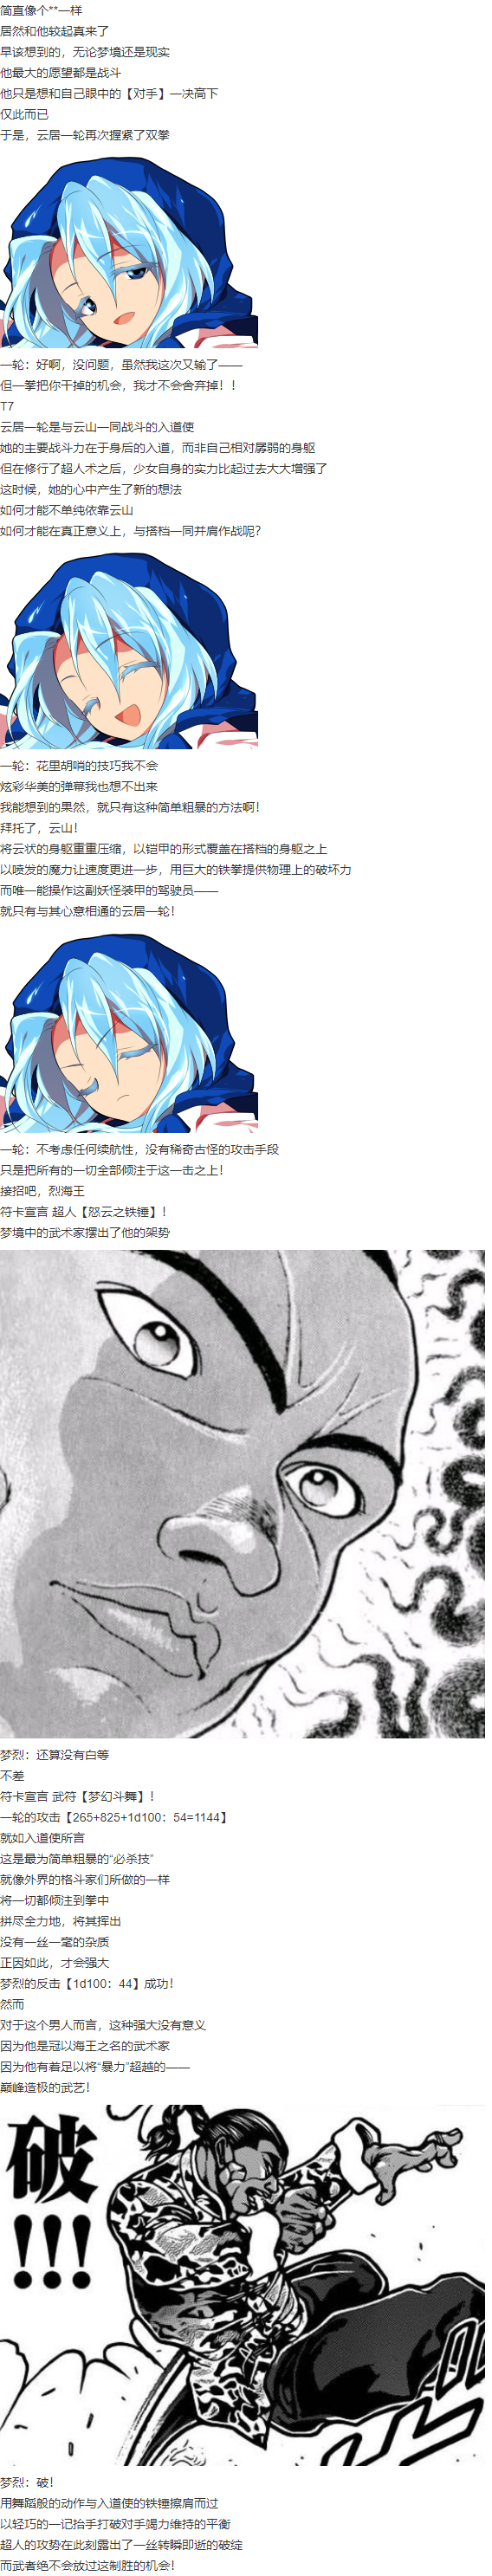 简直像个**一样
居然和他较起真来了
早该想到的，无论梦境还是现实
他最大的愿望都是战斗
他只是想和自己眼中的【对手】一决高下
仅此而已
于是，云居一轮再次握紧了双拳
一轮：好啊，没问题，虽然我这次又输了——
但一拳把你干掉的机会，我才不会舍弃掉！！
T7
云居一轮是与云山一同战斗的入道使
她的主要战斗力在于身后的入道，而非自己相对孱弱的身躯
但在修行了超人术之后，少女自身的实力比起过去大大增强了
这时候，她的心中产生了新的想法
如何才能不单纯依靠云山
如何才能在真正意义上，与搭档一同并肩作战呢？
一轮：花里胡哨的技巧我不会
炫彩华美的弹幕我也想不出来
我能想到的果然，就只有这种简单粗暴的方法啊！
拜托了，云山！
将云状的身躯重重压缩，以铠甲的形式覆盖在搭档的身躯之上
以喷发的魔力让速度更进一步，用巨大的铁拳提供物理上的破坏力
而唯一能操作这副妖怪装甲的驾驶员——
就只有与其心意相通的云居一轮！
一轮：不考虑任何续航性，没有稀奇古怪的攻击手段
只是把所有的一切全部倾注于这一击之上！
接招吧，烈海王
符卡宣言 超人【怒云之铁锤】！
梦境中的武术家摆出了他的架势
梦烈：还算没有白等
不差
符卡宣言 武符【梦幻斗舞】！
一轮的攻击【265+825+1d100：54=1144】
就如入道使所言
这是最为简单粗暴的“必杀技”
就像外界的格斗家们所做的一样
将一切都倾注到拳中
拼尽全力地，将其挥出
没有一丝一毫的杂质
正因如此，才会强大
梦烈的反击【1d100：44】成功！
然而
对于这个男人而言，这种强大没有意义
因为他是冠以海王之名的武术家
因为他有着足以将“暴力”超越的——
巅峰造极的武艺！
破!!!
梦烈：破！
用舞蹈般的动作与入道使的铁锤擦肩而过
以轻巧的一记抬手打破对手竭力维持的平衡
超人的攻势在此刻露出了一丝转瞬即逝的破绽
而武者绝不会放过这制胜的机会！